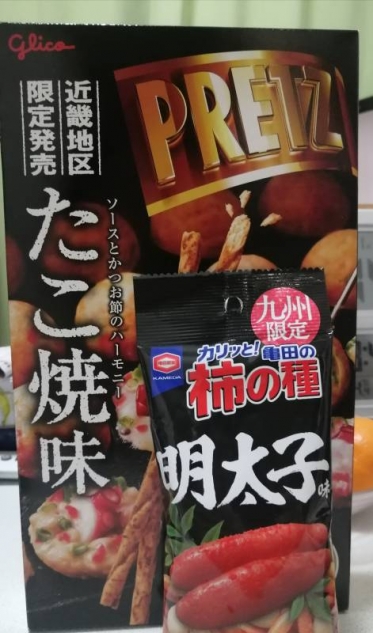 Glico
PRETZ
近畿地区
限定発売
たこ焼味
ソースとかつお節のハーモニー
九州
限定
KAMEDA
カリッと!亀田の
柿の種
明太子味